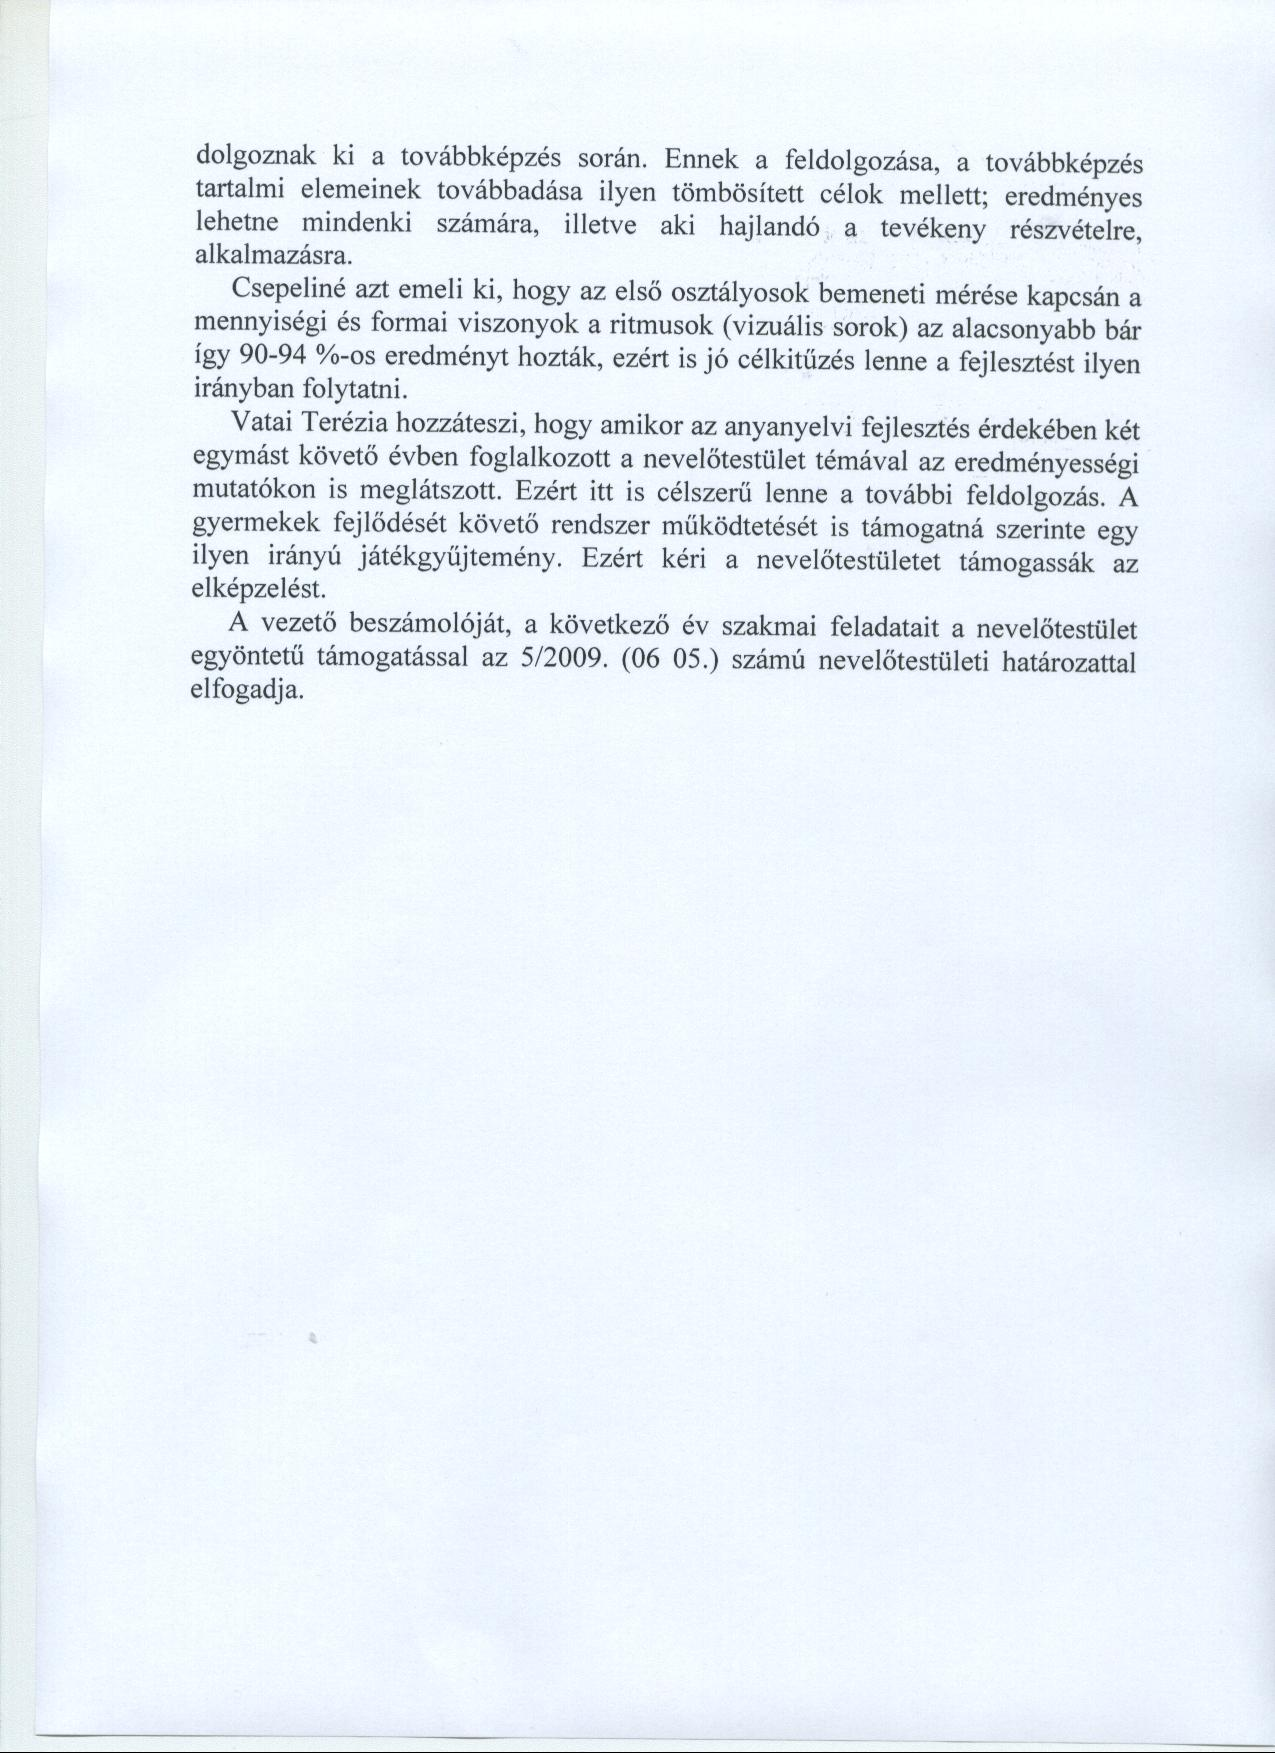 dolgoznak ki a továbbképzés során. Ennek a feldolgozása, a továbbképzés
tartalmi elemeinek továbbadása ilyen tömbösített célok mellett; eredményes
lehetne mindenki számára, illetve aki hajlandó a tevékeny részvételre,
alkalmazásra.
Csepeliné azt emeli ki, hogy az első osztályosok bemeneti mérése kapcsán a
mennyiségi és formai viszonyok a ritmusok (vizuális sorok) az alacsonyabb bár
így 90-94 %-os eredményt hozták, ezért is jó célkitűzés lenne a fejlesztést ilyen
irányban folytatni.
Vatai Terézia hozzáteszi, hogy amikor az anyanyelvi fejlesztés érdekében két
egymást követő évben foglalkozott a nevelőtestület témával az eredményességi
mutatókon is meglátszott. Ezért itt is célszerű lenne a további feldolgozás. A
gyermekek fejlődését követő rendszer működtetését is támogatná szerinte egy
ilyen irányú játékgyűjtemény. Ezért kéri a nevelőtestületet támogassák az
elképzelést.
A vezető beszámolóját, a következő év szakmai feladatait a nevelőtestület
egyöntetű támogatással az 5/2009. (06 05.) számú nevelőtestületi határozattal
elfogadja.